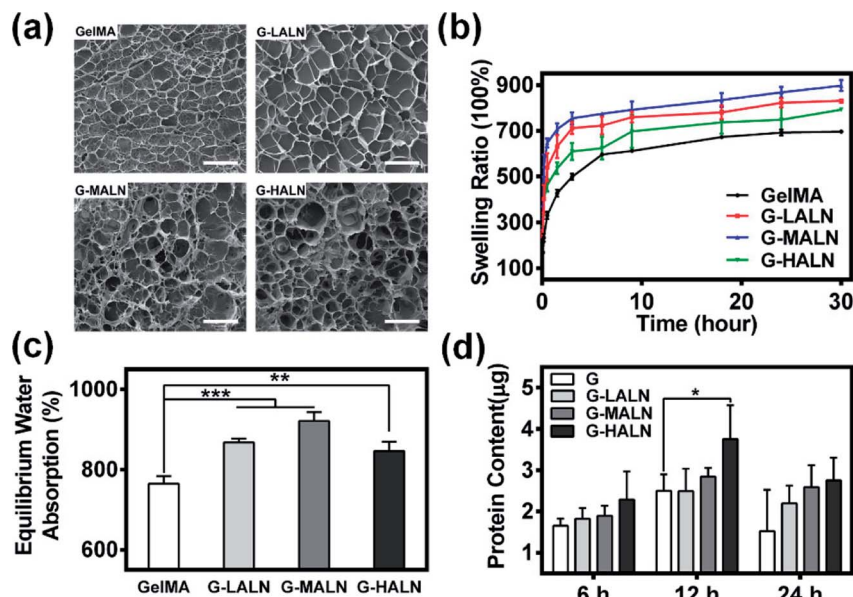 (a)
GelMA
G-LALN
G-MALN
G-HALN
(b)
Swelling Ratio (100%)
900
700
500
300
100
GelMA
G-LALN
G-MALN
G-HALN
0
10
20
30
Time (hour)
(c)
Equilibrium Water
Absorption (%)
1000
800
600
***
**
GelMA G-LALN G-MALN G-HALN
(d)
Protein Content(μg)
5
4
3
2
1
G
G-LALN
G-MALN
G-HALN
*
6 h 12 h 24 h